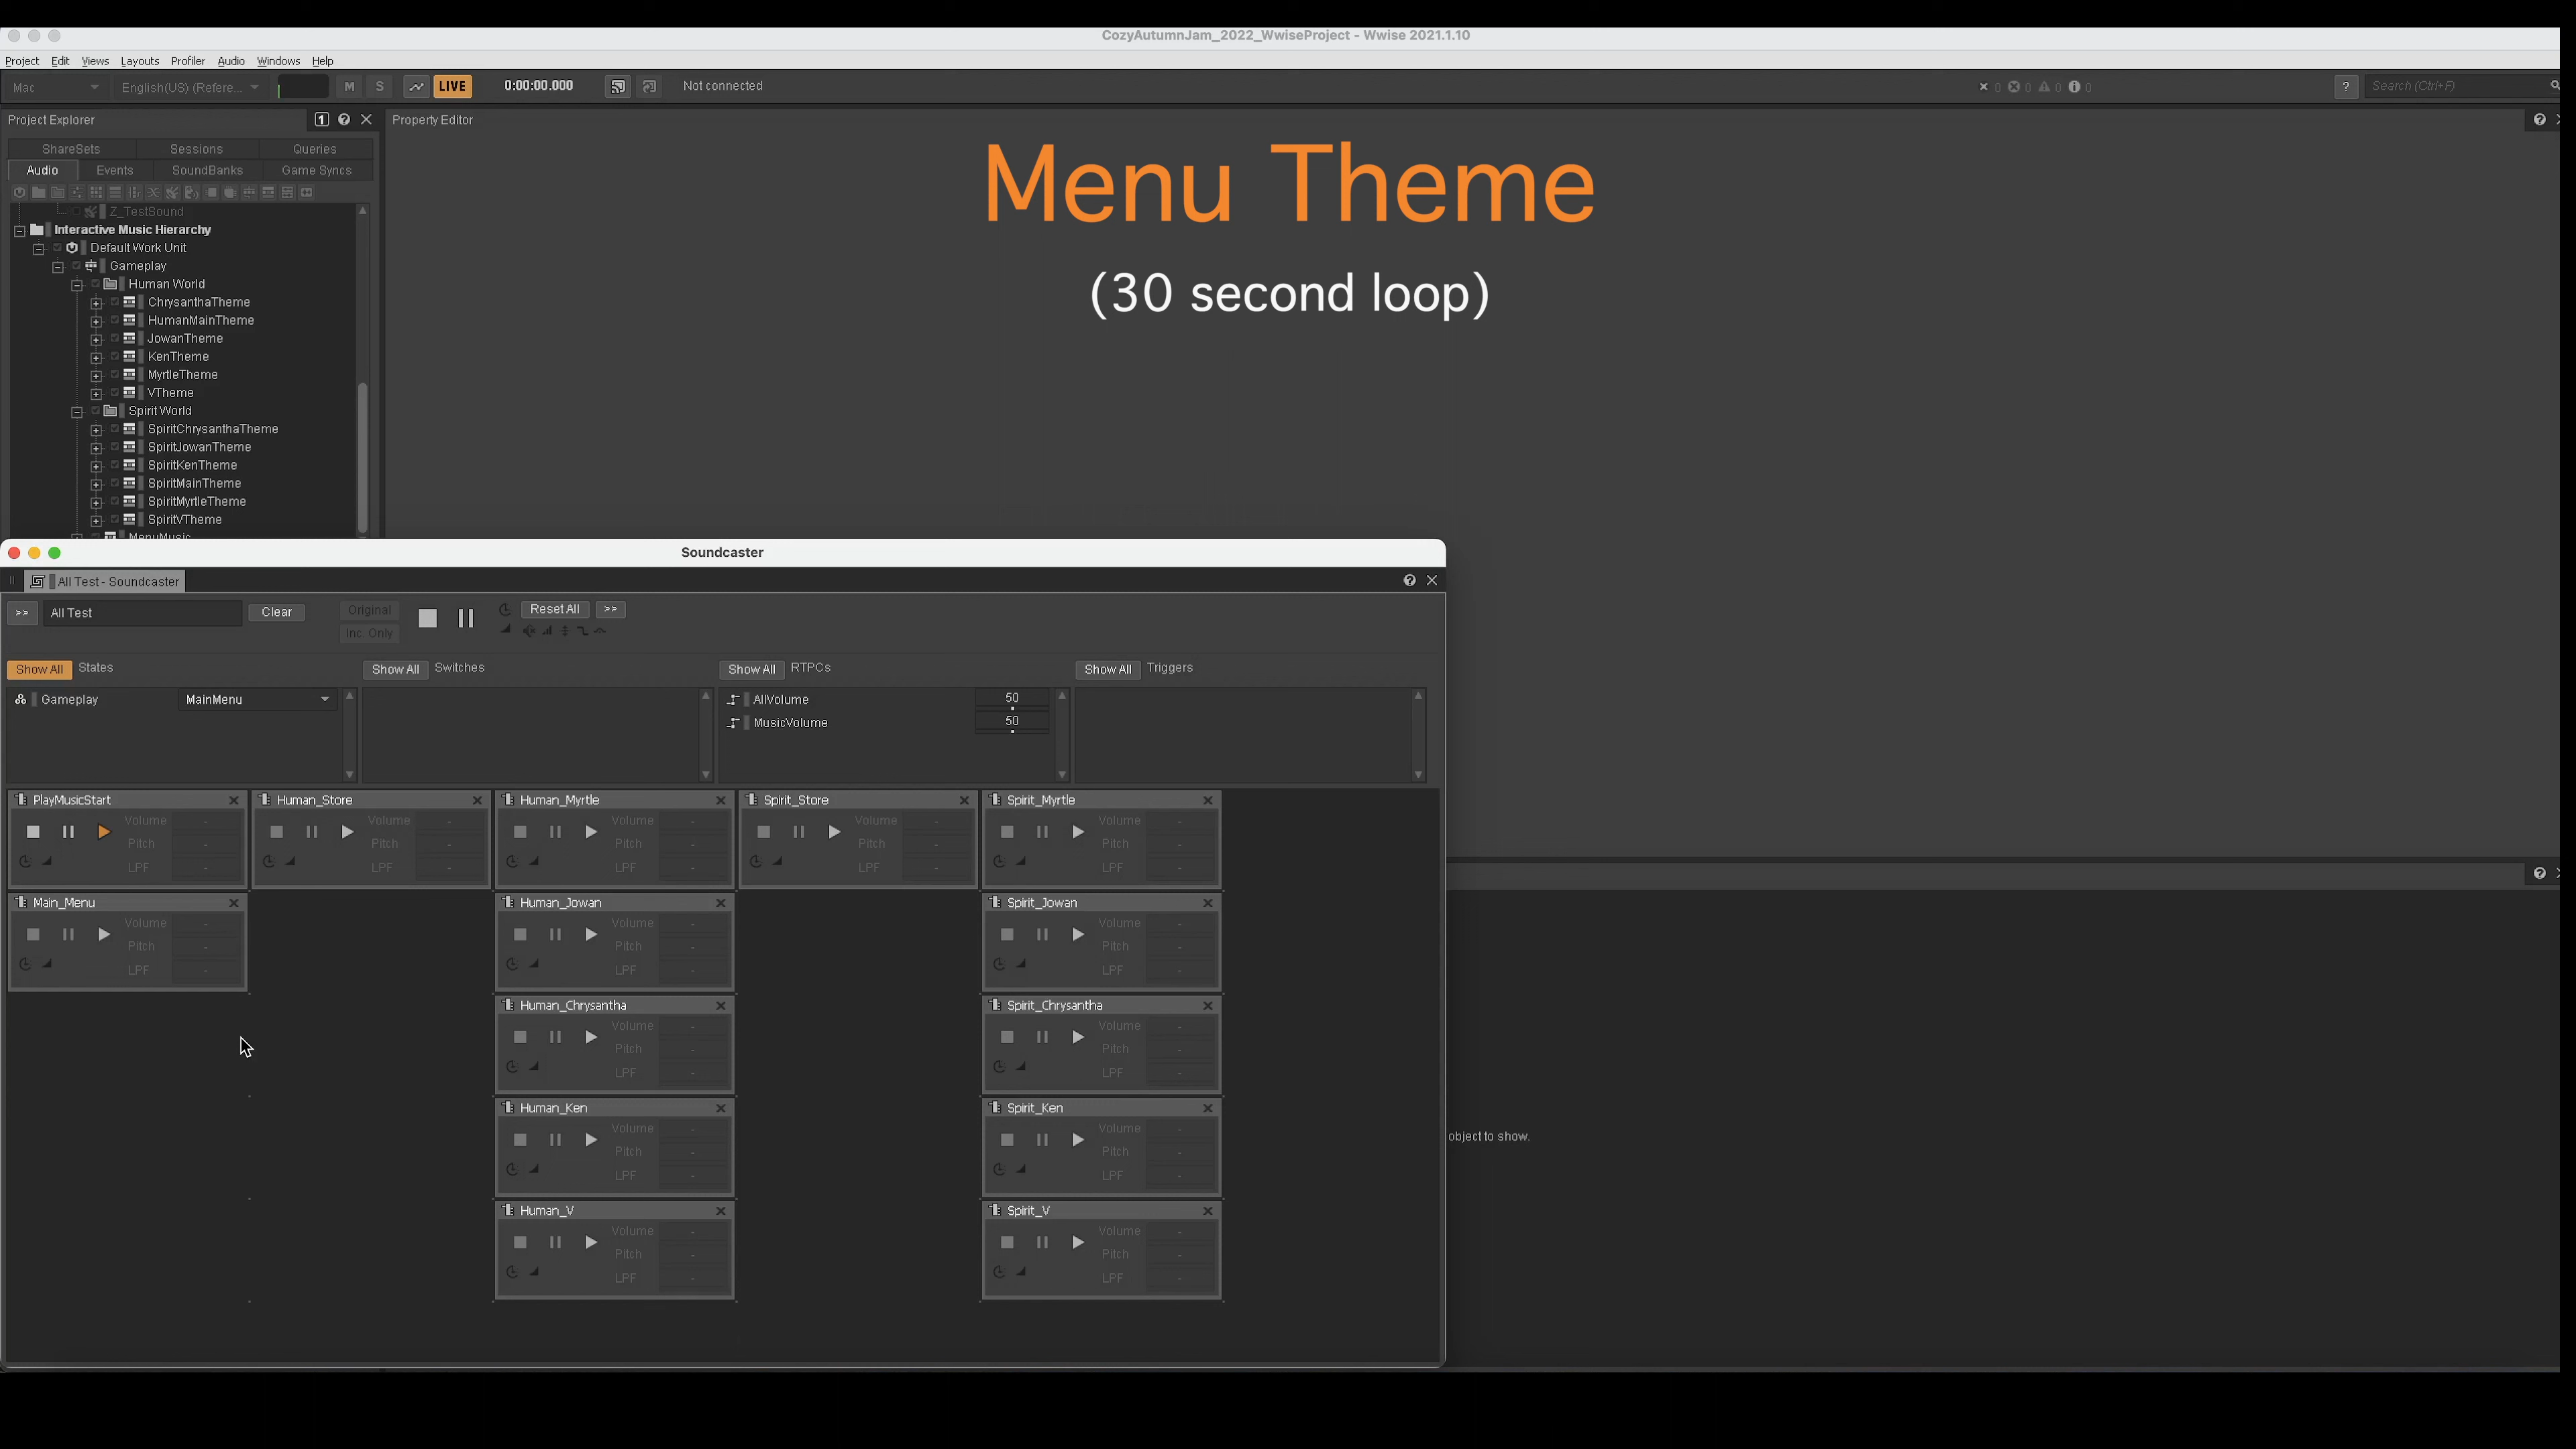 CozyAutumnJam_2022_WwiseProject - Wwise 2021.1.10
Project Edit Views Layouts Profiler Audio Windows Help
Mac English(US) (Refere... M S LIVE 0:00:00.000 Not connected 0 0 0 0 ? Search (Ctrl+F)
Project Explorer 1 Property Editor
ShareSets Sessions Queries
Audio Events SoundBanks Game Syncs
Z_TestSound
Interactive Music Hierarchy
Default Work Unit
Gameplay
Human World
ChrysanthaTheme
HumanMainTheme
JowanTheme
KenTheme
MyrtleTheme
VTheme
Spirit World
SpiritChrysanthaTheme
SpiritJowanTheme
SpiritKenTheme
SpiritMainTheme
SpiritMyrtleTheme
SpiritVTheme
MenuMusic
Menu Theme
(30 second loop)
Soundcaster
All Test - Soundcaster
>> All Test Clear Original Reset All >>
Inc. Only
Show All States Show All Switches Show All RTPCs Show All Triggers
Gameplay MainMenu AllVolume 50
MusicVolume 50
PlayMusicStart Human_Store Human_Myrtle Spirit_Store Spirit_Myrtle
Volume - Volume - Volume - Volume - Volume -
Pitch - Pitch - Pitch - Pitch - Pitch -
LPF - LPF - LPF - LPF - LPF -
Main_Menu Human_Jowan Spirit_Jowan
Volume - Volume - Volume -
Pitch - Pitch - Pitch -
LPF - LPF - LPF -
Human_Chrysantha Spirit_Chrysantha
Volume - Volume -
Pitch - Pitch -
LPF - LPF -
Human_Ken Spirit_Ken
Volume - Volume -
Pitch - Pitch -
LPF - LPF -
Human_V Spirit_V
Volume - Volume -
Pitch - Pitch -
LPF - LPF -
object to show.